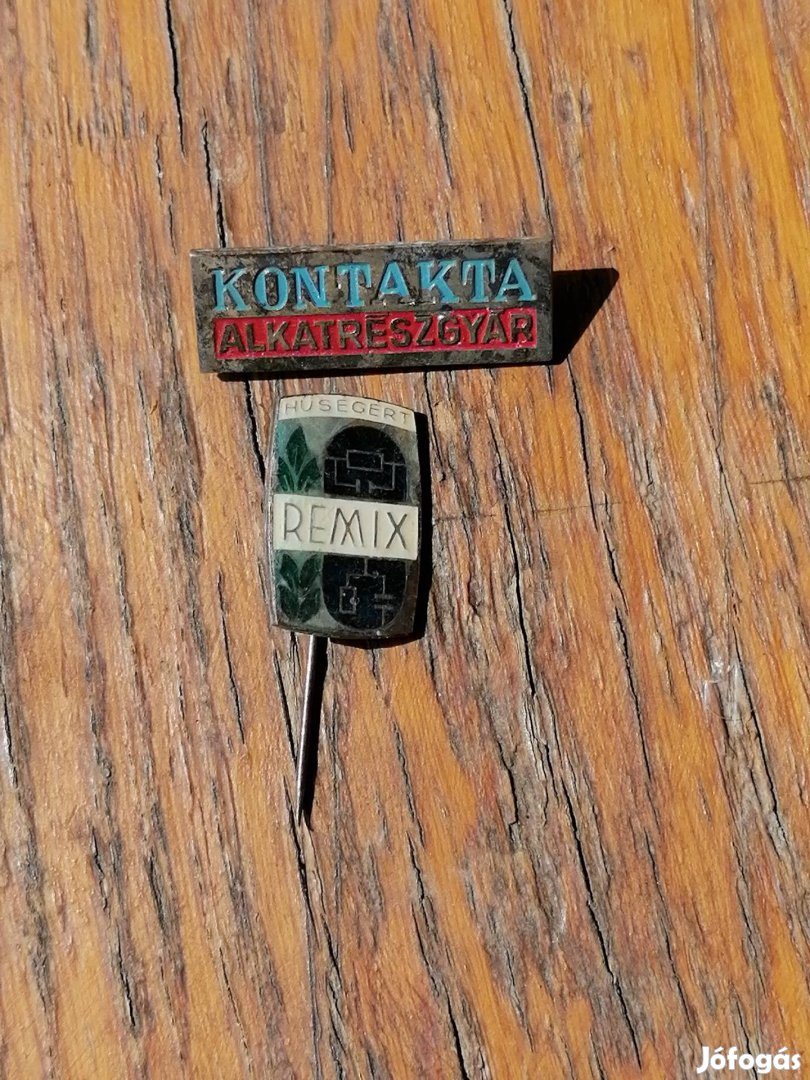 KONTAKTA
ALKATRÉSZGYÁR
HŰSÉGÉRT
REMIX
Jófogás